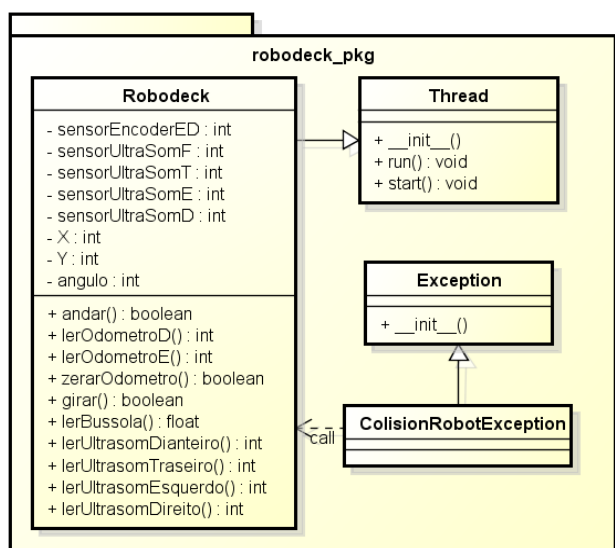 robodeck_pkg
Robodeck
- sensorEncoderED : int
- sensorUltraSomF : int
- sensorUltraSomT : int
- sensorUltraSomE : int
- sensorUltraSomD : int
- X : int
- Y : int
- angulo : int
+ andar() : boolean
+ lerOdometroD() : int
+ lerOdometroE() : int
+ zerarOdometro() : boolean
+ girar() : boolean
+ lerBussola() : float
+ lerUltrasomDianteiro() : int
+ lerUltrasomTraseiro() : int
+ lerUltrasomEsquerdo() : int
+ lerUltrasomDireito() : int
Thread
+ __init__()
+ run() : void
+ start() : void
Exception
+ __init__()
ColisionRobotException
call